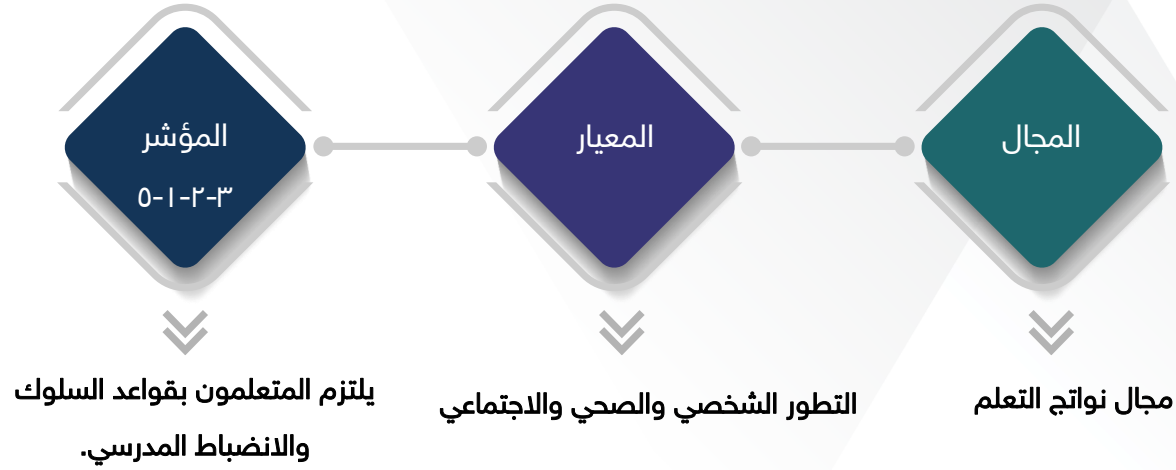 المجال
المعيار
المؤشر
٣-٢-١-٥
مجال نواتج التعلم
التطور الشخصي والصحي والاجتماعي
يلتزم المتعلمون بقواعد السلوك
والانضباط المدرسي.